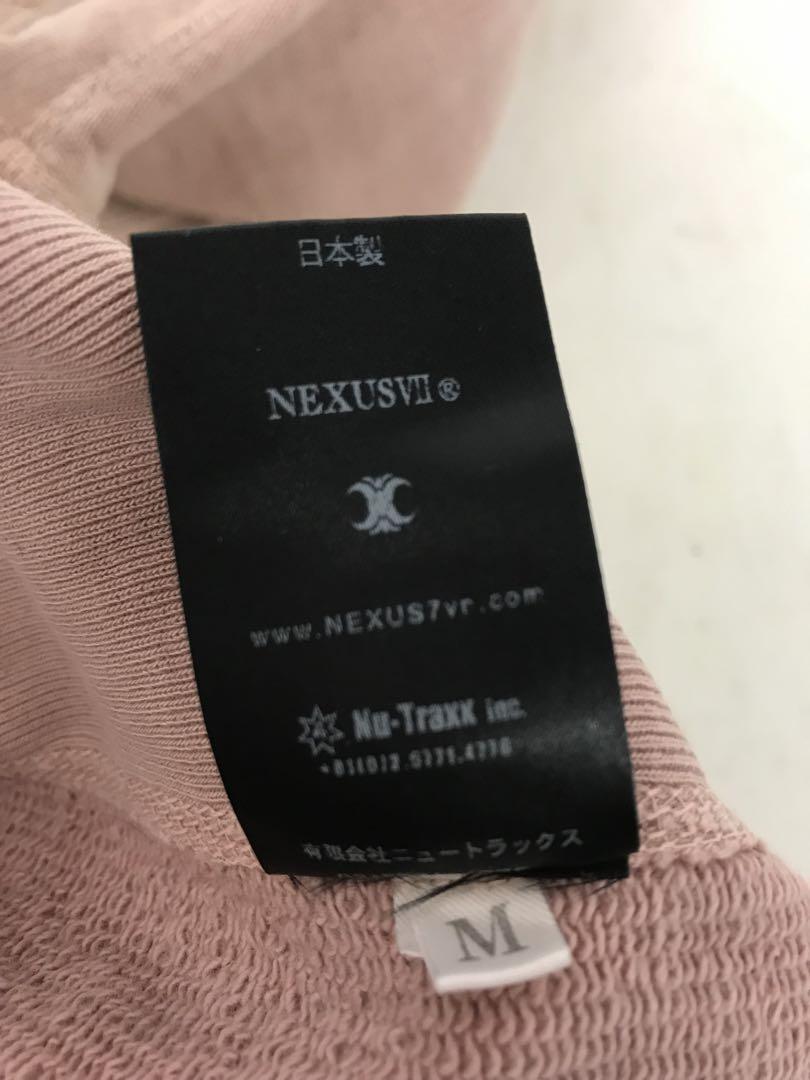 日本製
NEXUSVII®
www.NEXUS7vr.com
Nu-Traxx inc.
有限会社ニュートラックス
M